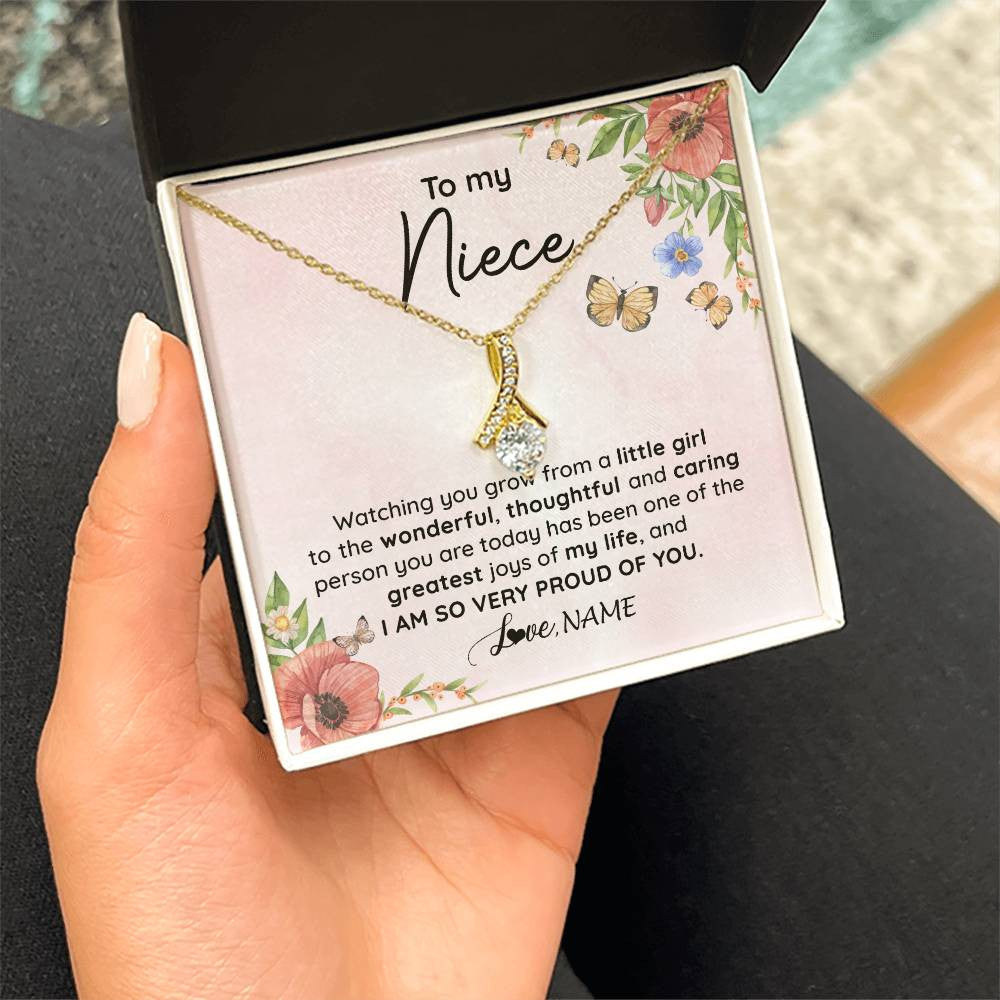 To my
Niece
Watching you grow from a little girl
to the wonderful, thoughtful and caring
person you are today has been one of the
greatest joys of my life, and
I AM SO VERY PROUD OF YOU.
Love, NAME